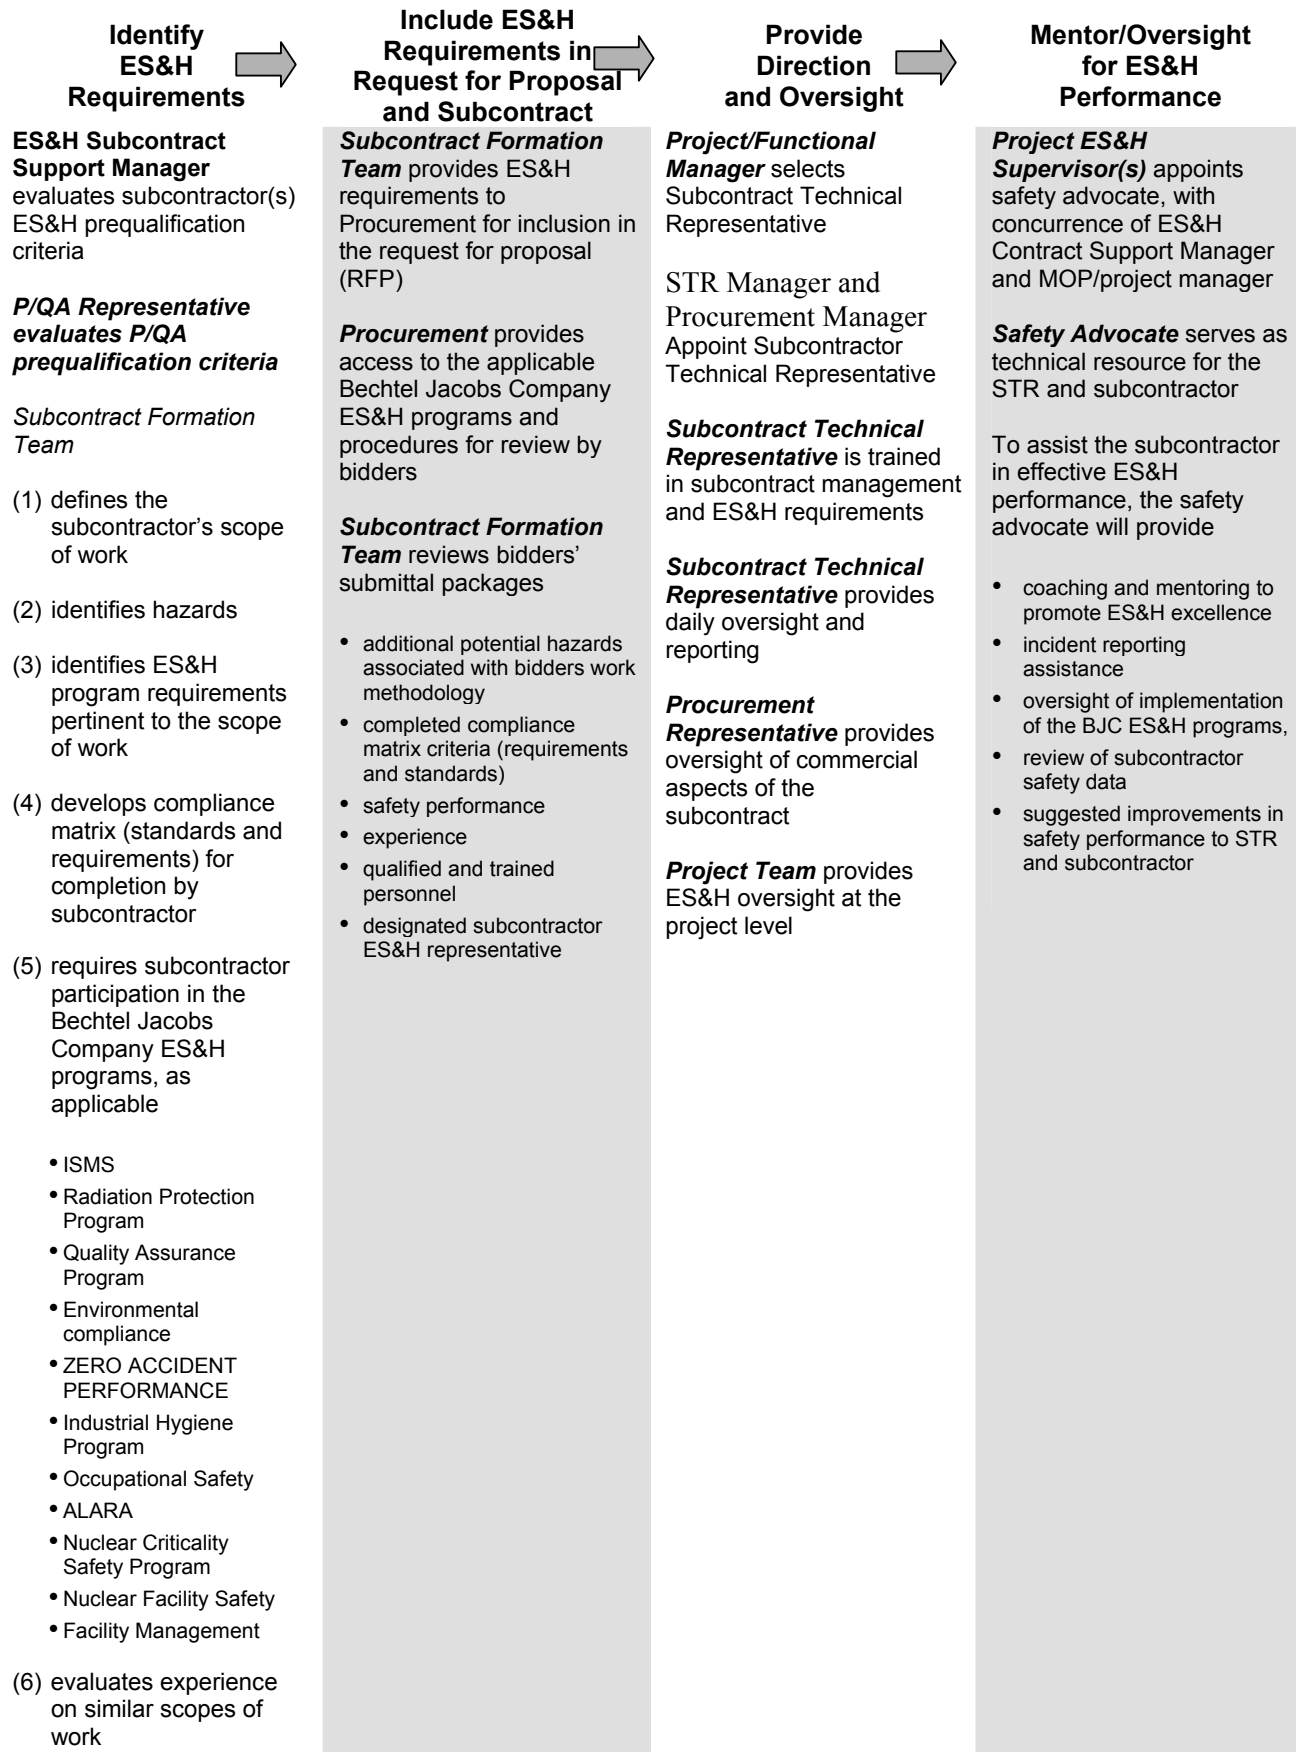 Identify
ES&H
Requirements
ES&H Subcontract
Support Manager
evaluates subcontractor(s)
ES&H prequalification
criteria
P/QA Representative
evaluates P/QA
prequalification criteria
Subcontract Formation
Team
(1) defines the
subcontractor’s scope
of work
(2) identifies hazards
(3) identifies ES&H
program requirements
pertinent to the scope
of work
(4) develops compliance
matrix (standards and
requirements) for
completion by
subcontractor
(5) requires subcontractor
participation in the
Bechtel Jacobs
Company ES&H
programs, as
applicable
• ISMS
• Radiation Protection
Program
• Quality Assurance
Program
• Environmental
compliance
• ZERO ACCIDENT
PERFORMANCE
• Industrial Hygiene
Program
• Occupational Safety
• ALARA
• Nuclear Criticality
Safety Program
• Nuclear Facility Safety
• Facility Management
(6) evaluates experience
on similar scopes of
work
Include ES&H
Requirements in
Request for Proposal
and Subcontract
Subcontract Formation
Team provides ES&H
requirements to
Procurement for inclusion in
the request for proposal
(RFP)
Procurement provides
access to the applicable
Bechtel Jacobs Company
ES&H programs and
procedures for review by
bidders
Subcontract Formation
Team reviews bidders’
submittal packages
• additional potential hazards
associated with bidders work
methodology
• completed compliance
matrix criteria (requirements
and standards)
• safety performance
• experience
• qualified and trained
personnel
• designated subcontractor
ES&H representative
Provide
Direction
and Oversight
Project/Functional
Manager selects
Subcontract Technical
Representative
STR Manager and
Procurement Manager
Appoint Subcontractor
Technical Representative
Subcontract Technical
Representative is trained
in subcontract management
and ES&H requirements
Subcontract Technical
Representative provides
daily oversight and
reporting
Procurement
Representative provides
oversight of commercial
aspects of the
subcontract
Project Team provides
ES&H oversight at the
project level
Mentor/Oversight
for ES&H
Performance
Project ES&H
Supervisor(s) appoints
safety advocate, with
concurrence of ES&H
Contract Support Manager
and MOP/project manager
Safety Advocate serves as
technical resource for the
STR and subcontractor
To assist the subcontractor
in effective ES&H
performance, the safety
advocate will provide
• coaching and mentoring to
promote ES&H excellence
• incident reporting
assistance
• oversight of implementation
of the BJC ES&H programs,
• review of subcontractor
safety data
• suggested improvements in
safety performance to STR
and subcontractor